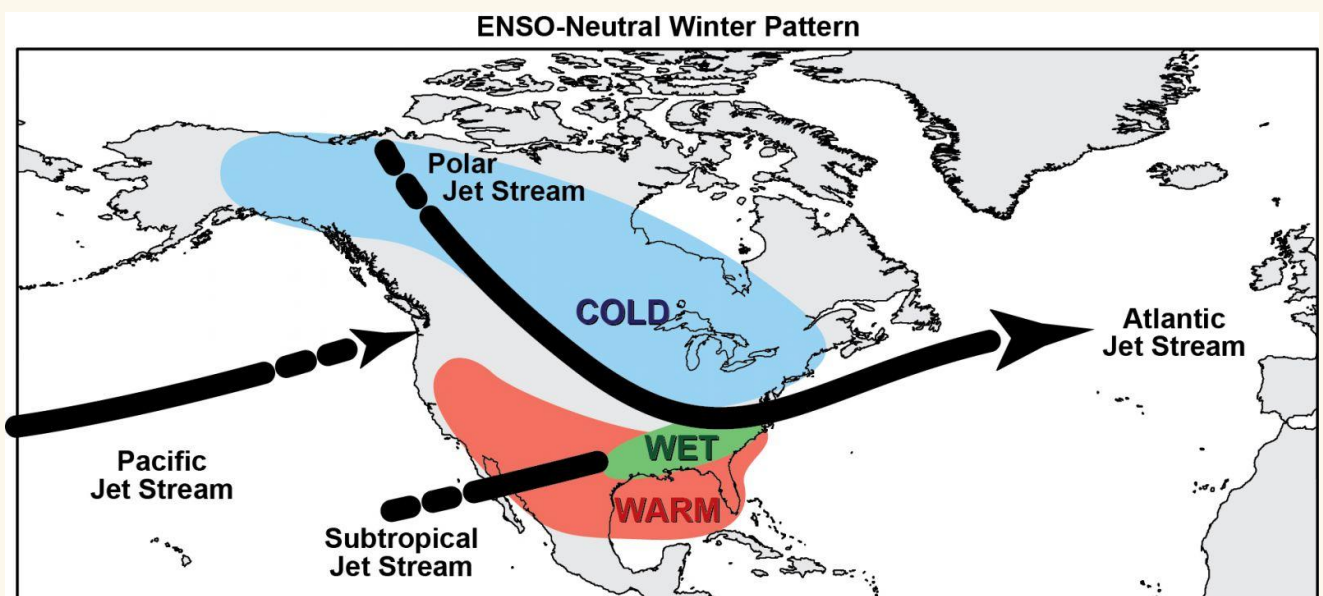 ENSO-Neutral Winter Pattern
Polar
Jet Stream
COLD
Atlantic
Jet Stream
WET
Pacific
Jet Stream
WARM
Subtropical
Jet Stream